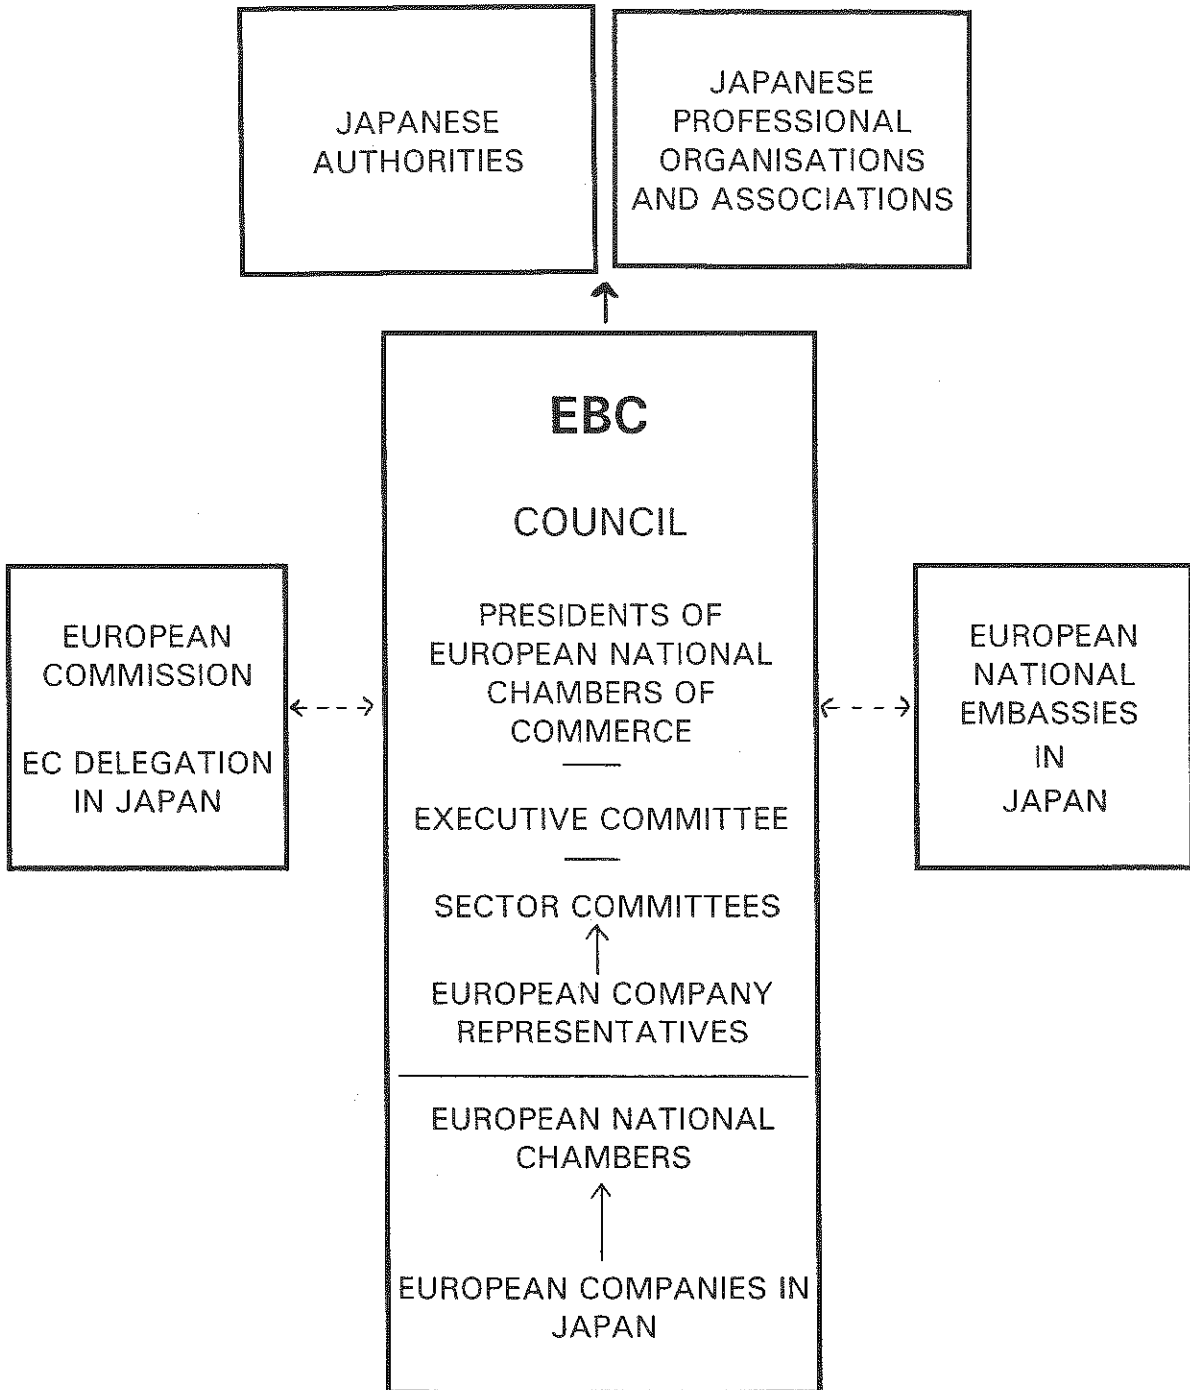 JAPANESE
AUTHORITIES
JAPANESE
PROFESSIONAL
ORGANISATIONS
AND ASSOCIATIONS
EBC
COUNCIL
PRESIDENTS OF
EUROPEAN NATIONAL
CHAMBERS OF
COMMERCE
EXECUTIVE COMMITTEE
SECTOR COMMITTEES
EUROPEAN COMPANY
REPRESENTATIVES
EUROPEAN NATIONAL
CHAMBERS
EUROPEAN COMPANIES IN
JAPAN
EUROPEAN
COMMISSION
EC DELEGATION
IN JAPAN
EUROPEAN
NATIONAL
EMBASSIES
IN
JAPAN